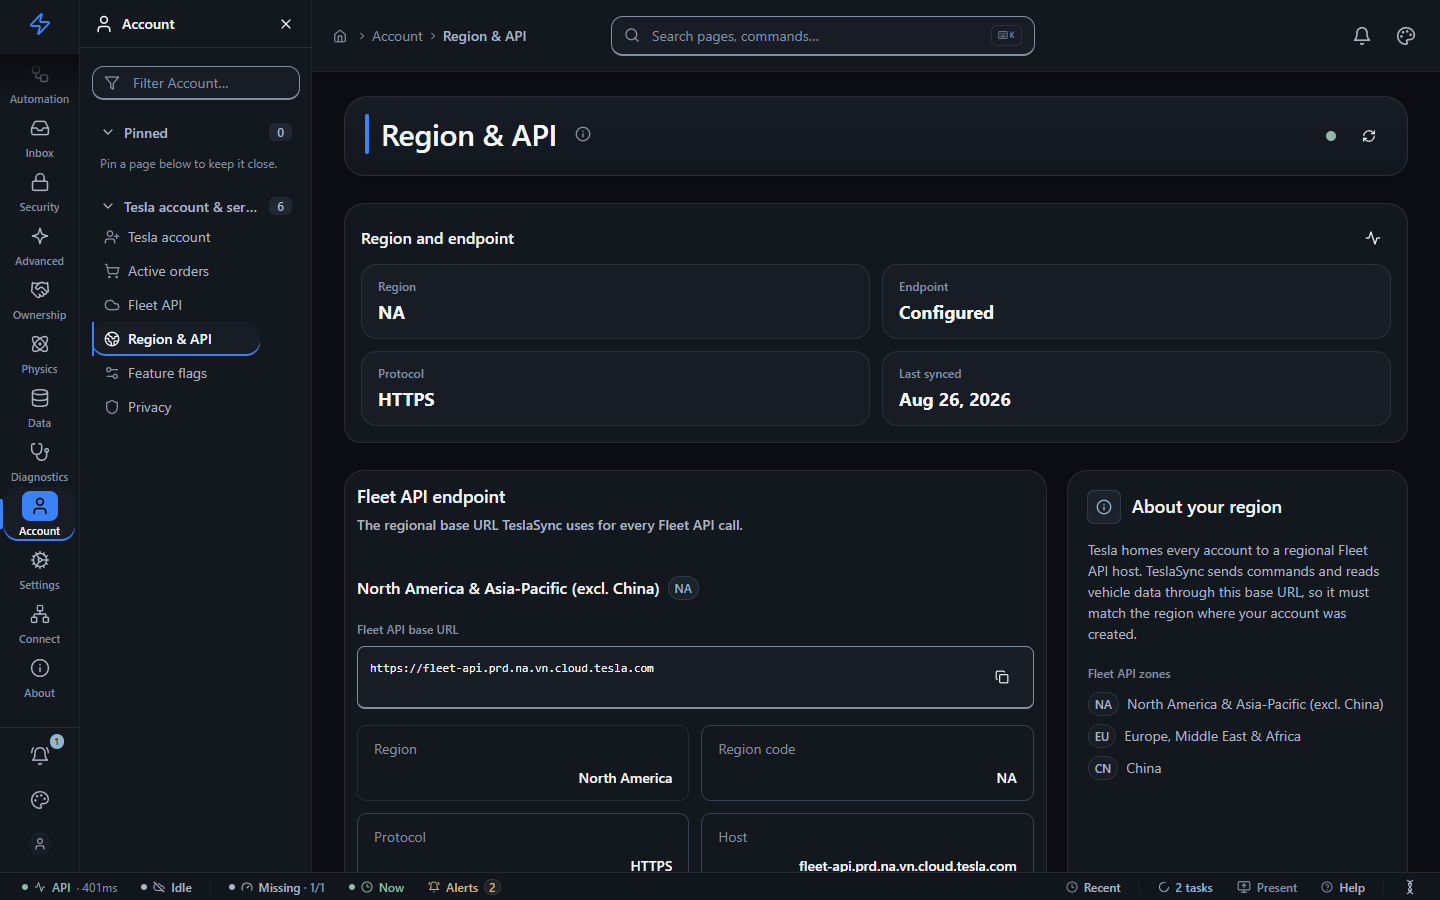 Automation
Inbox
Security
Advanced
Ownership
Physics
Data
Diagnostics
Account
Settings
Connect
About
1
Account
Filter Account...
Pinned 0
Pin a page below to keep it close.
Tesla account & ser... 6
Tesla account
Active orders
Fleet API
Region & API
Feature flags
Privacy
Account Region & API
Search pages, commands... K
Region & API
Region and endpoint
Region
NA
Endpoint
Configured
Protocol
HTTPS
Last synced
Aug 26, 2026
Fleet API endpoint
The regional base URL TeslaSync uses for every Fleet API call.
North America & Asia-Pacific (excl. China) NA
Fleet API base URL
https://fleet-api.prd.na.vn.cloud.tesla.com
Region
North America
Region code
NA
Protocol
HTTPS
Host
fleet-api.prd.na.vn.cloud.tesla.com
About your region
Tesla homes every account to a regional Fleet
API host. TeslaSync sends commands and reads
vehicle data through this base URL, so it must
match the region where your account was
created.
Fleet API zones
NA North America & Asia-Pacific (excl. China)
EU Europe, Middle East & Africa
CN China
API · 401ms Idle Missing · 1/1 Now Alerts 2 Recent 2 tasks Present Help